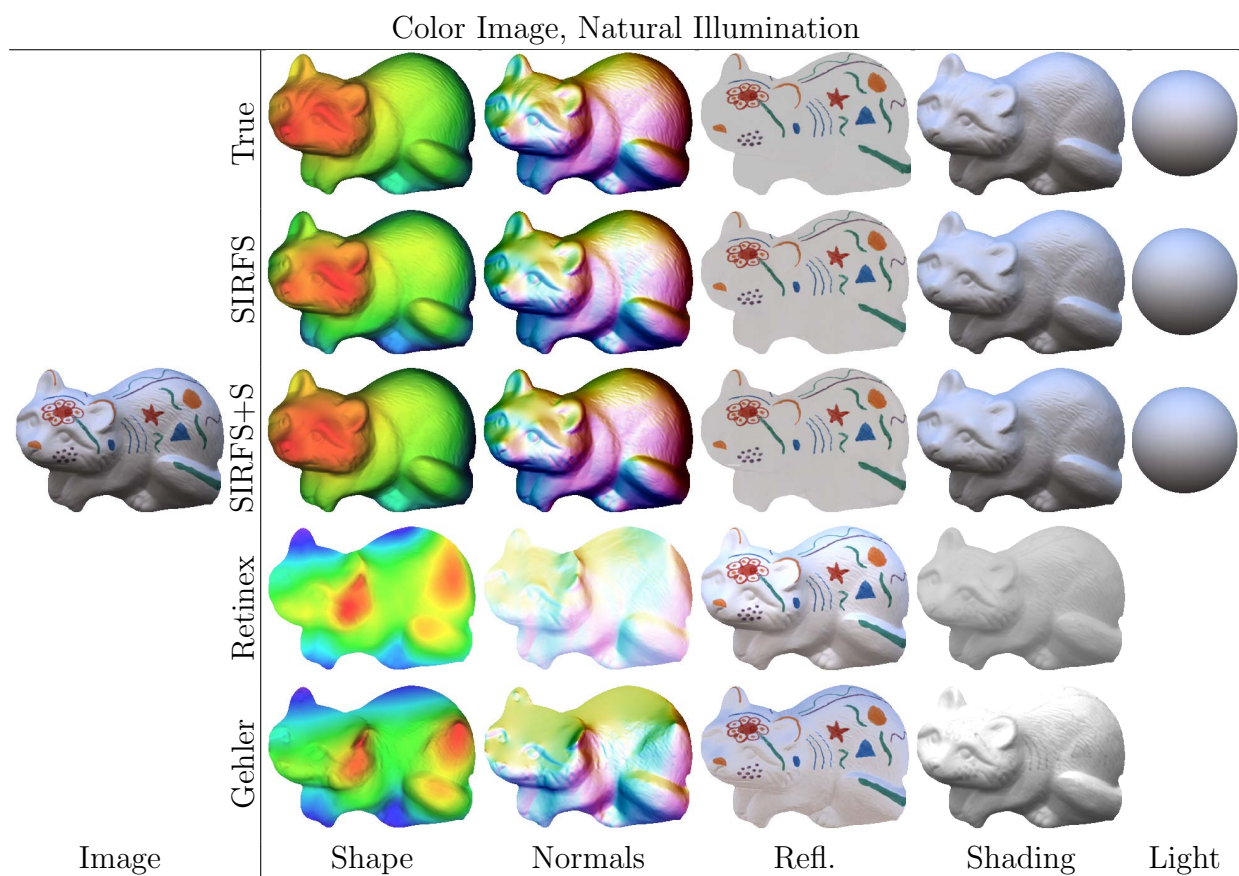 Color Image, Natural Illumination
True
SIRFS
SIRFS+S
Retinex
Gehler
Image Shape Normals Refl. Shading Light